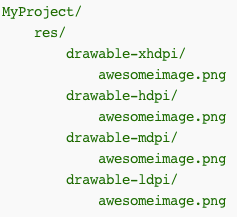 MyProject/
    res/
        drawable-xhdpi/
            awesomeimage.png
        drawable-hdpi/
            awesomeimage.png
        drawable-mdpi/
            awesomeimage.png
        drawable-ldpi/
            awesomeimage.png